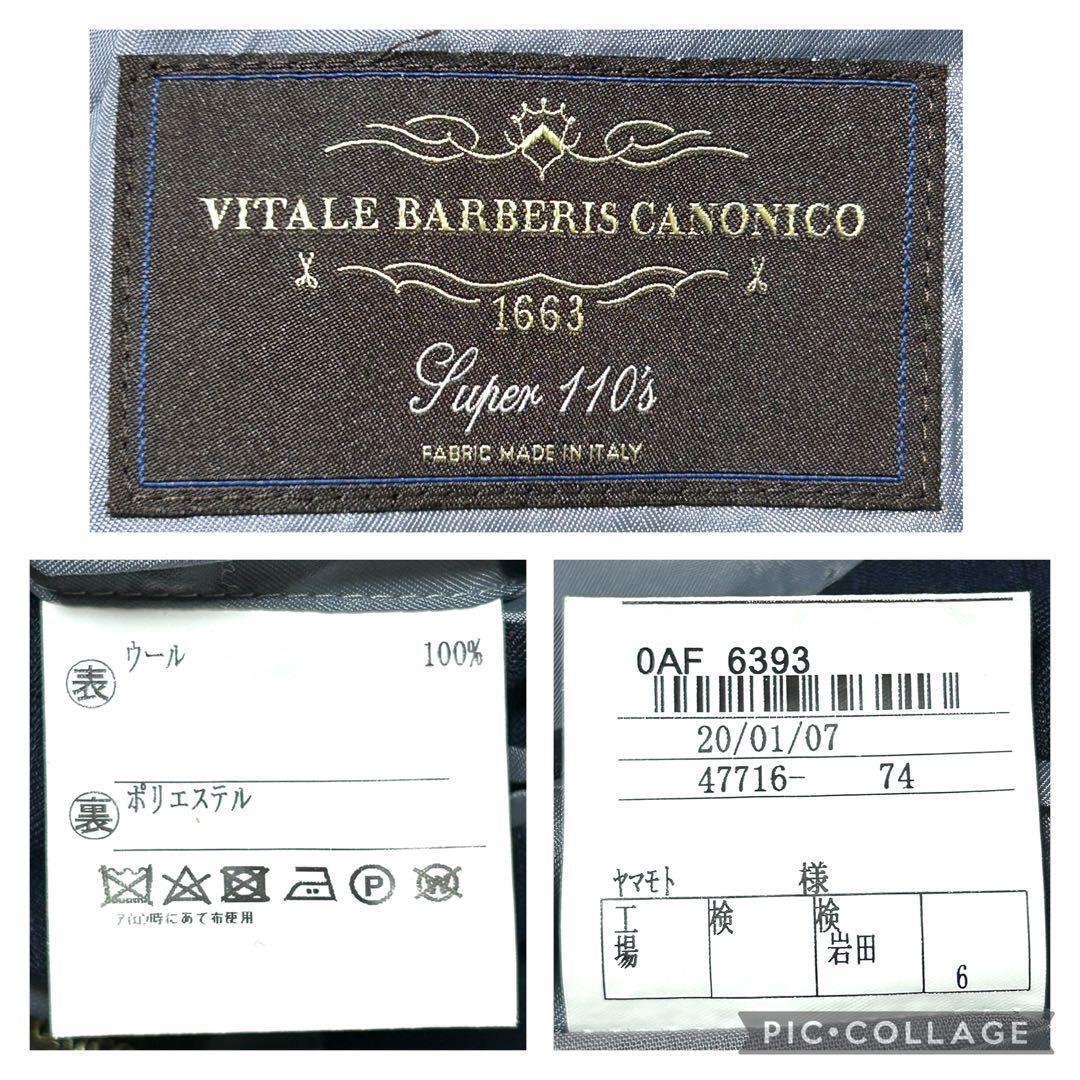 VITALE BARBERIS CANONICO
1663
Super 110's
FABRIC MADE IN ITALY
表 ウール 100%
裏 ポリエステル
P W
アイロン時にあて布使用
0AF 6393
20/01/07
47716- 74
ヤマモト 様
工場 検 検 岩田 6
PIC•COLLAGE